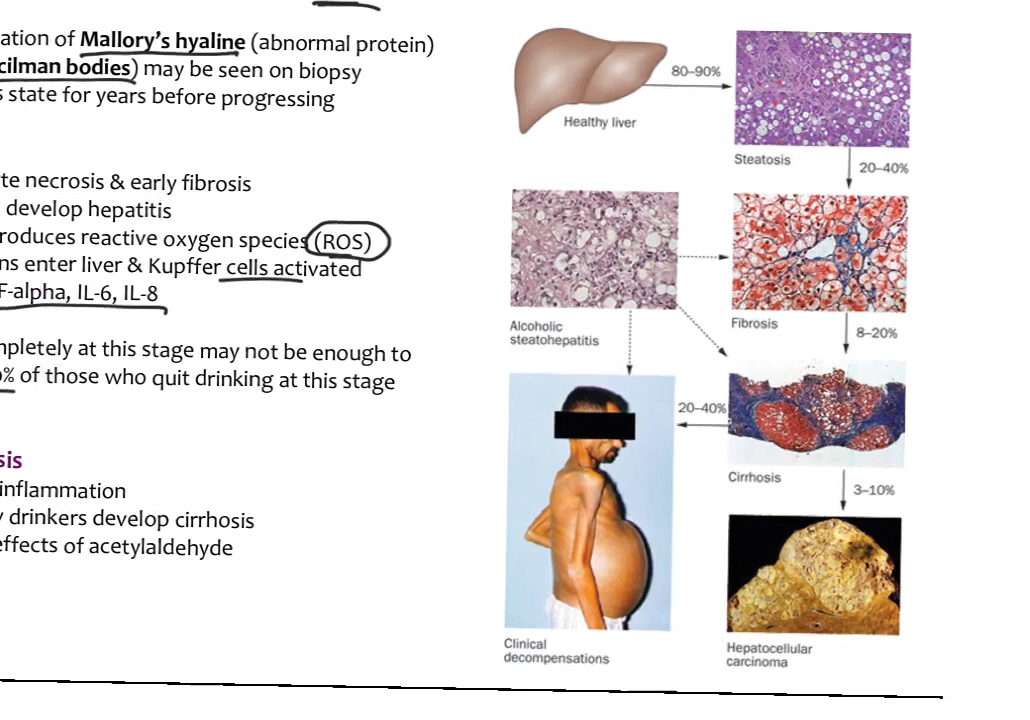 ation of Mallory's hyaline (abnormal protein)
cilman bodies) may be seen on biopsy
s state for years before progressing
te necrosis & early fibrosis
develop hepatitis
roduces reactive oxygen species (ROS)
ns enter liver & Kupffer cells activated
F-alpha, IL-6, IL-8
mpletely at this stage may not be enough to
% of those who quit drinking at this stage
sis
inflammation
y drinkers develop cirrhosis
effects of acetylaldehyde
80–90%
Healthy liver
Steatosis
20–40%
Alcoholic
steatohepatitis
Fibrosis
8–20%
20–40%
Cirrhosis
3–10%
Clinical
decompensations
Hepatocellular
carcinoma